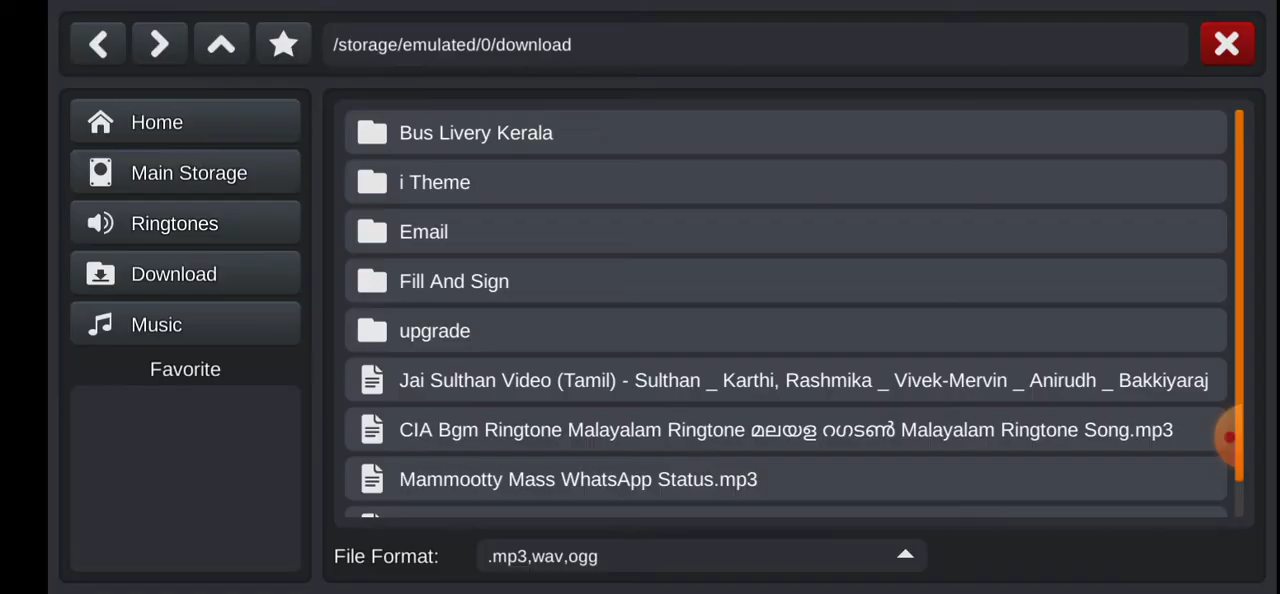 /storage/emulated/0/download
Home
Main Storage
Ringtones
Download
Music
Favorite
Bus Livery Kerala
i Theme
Email
Fill And Sign
upgrade
Jai Sulthan Video (Tamil) - Sulthan _ Karthi, Rashmika _ Vivek-Mervin _ Anirudh _ Bakkiyaraj
CIA Bgm Ringtone Malayalam Ringtone മലയള റഗടൺ Malayalam Ringtone Song.mp3
Mammootty Mass WhatsApp Status.mp3
File Format:
.mp3,wav,ogg